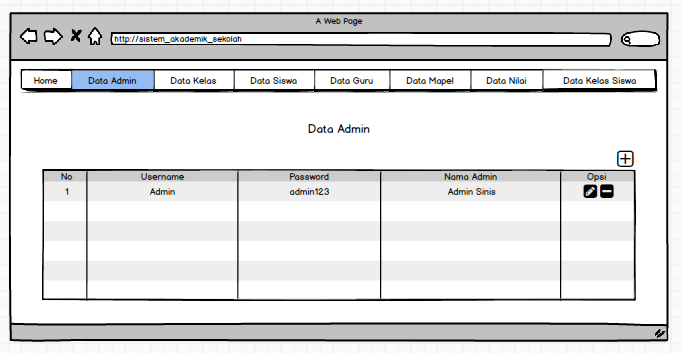 A Web Page
http://sistem_akademik_sekolah
Home Data Admin Data Kelas Data Siswa Data Guru Data Mapel Data Nilai Data Kelas Siswa
Data Admin
No Username Password Nama Admin Opsi
1 Admin admin123 Admin Sinis